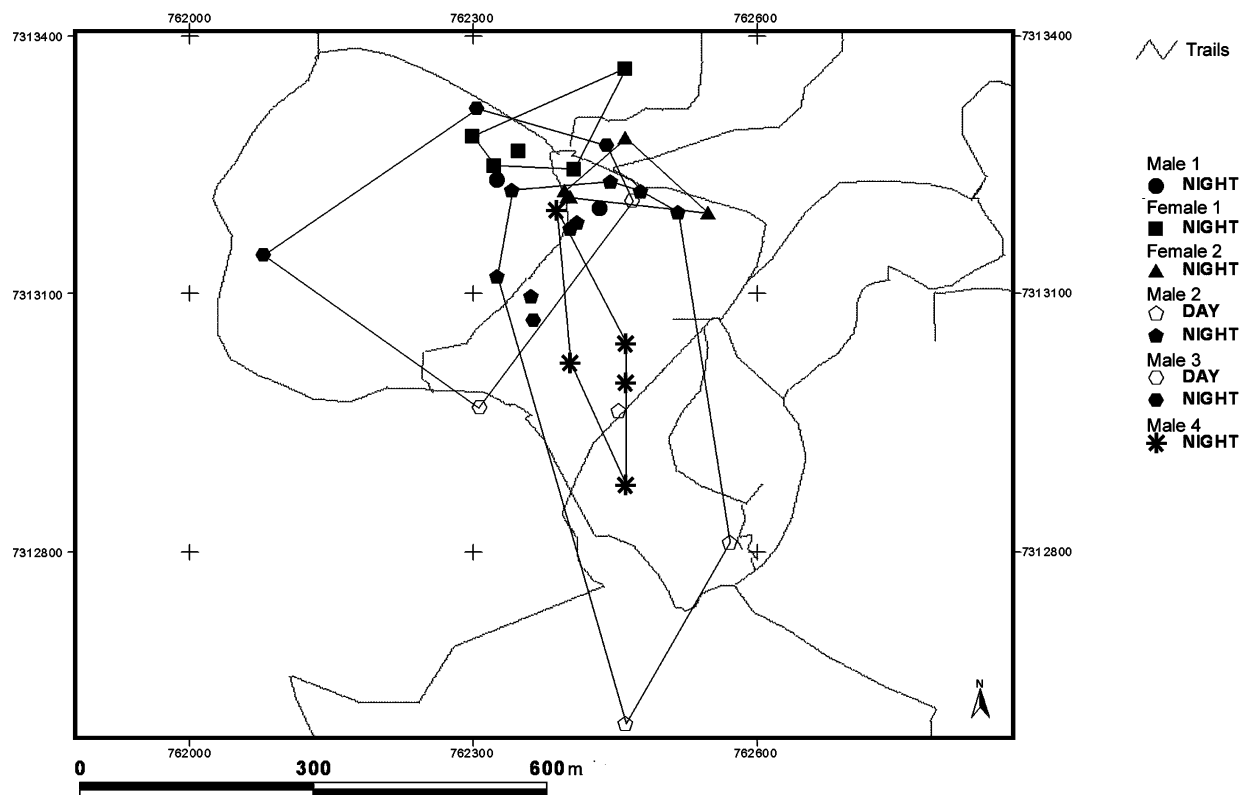 762000 762300 762600
7313400 7313400
Trails
Male 1
NIGHT
Female 1
NIGHT
Female 2
NIGHT
Male 2
DAY
NIGHT
Male 3
DAY
NIGHT
Male 4
NIGHT
7313100 7313100
7312800 7312800
N
762000 762300 762600
0 300 600 m